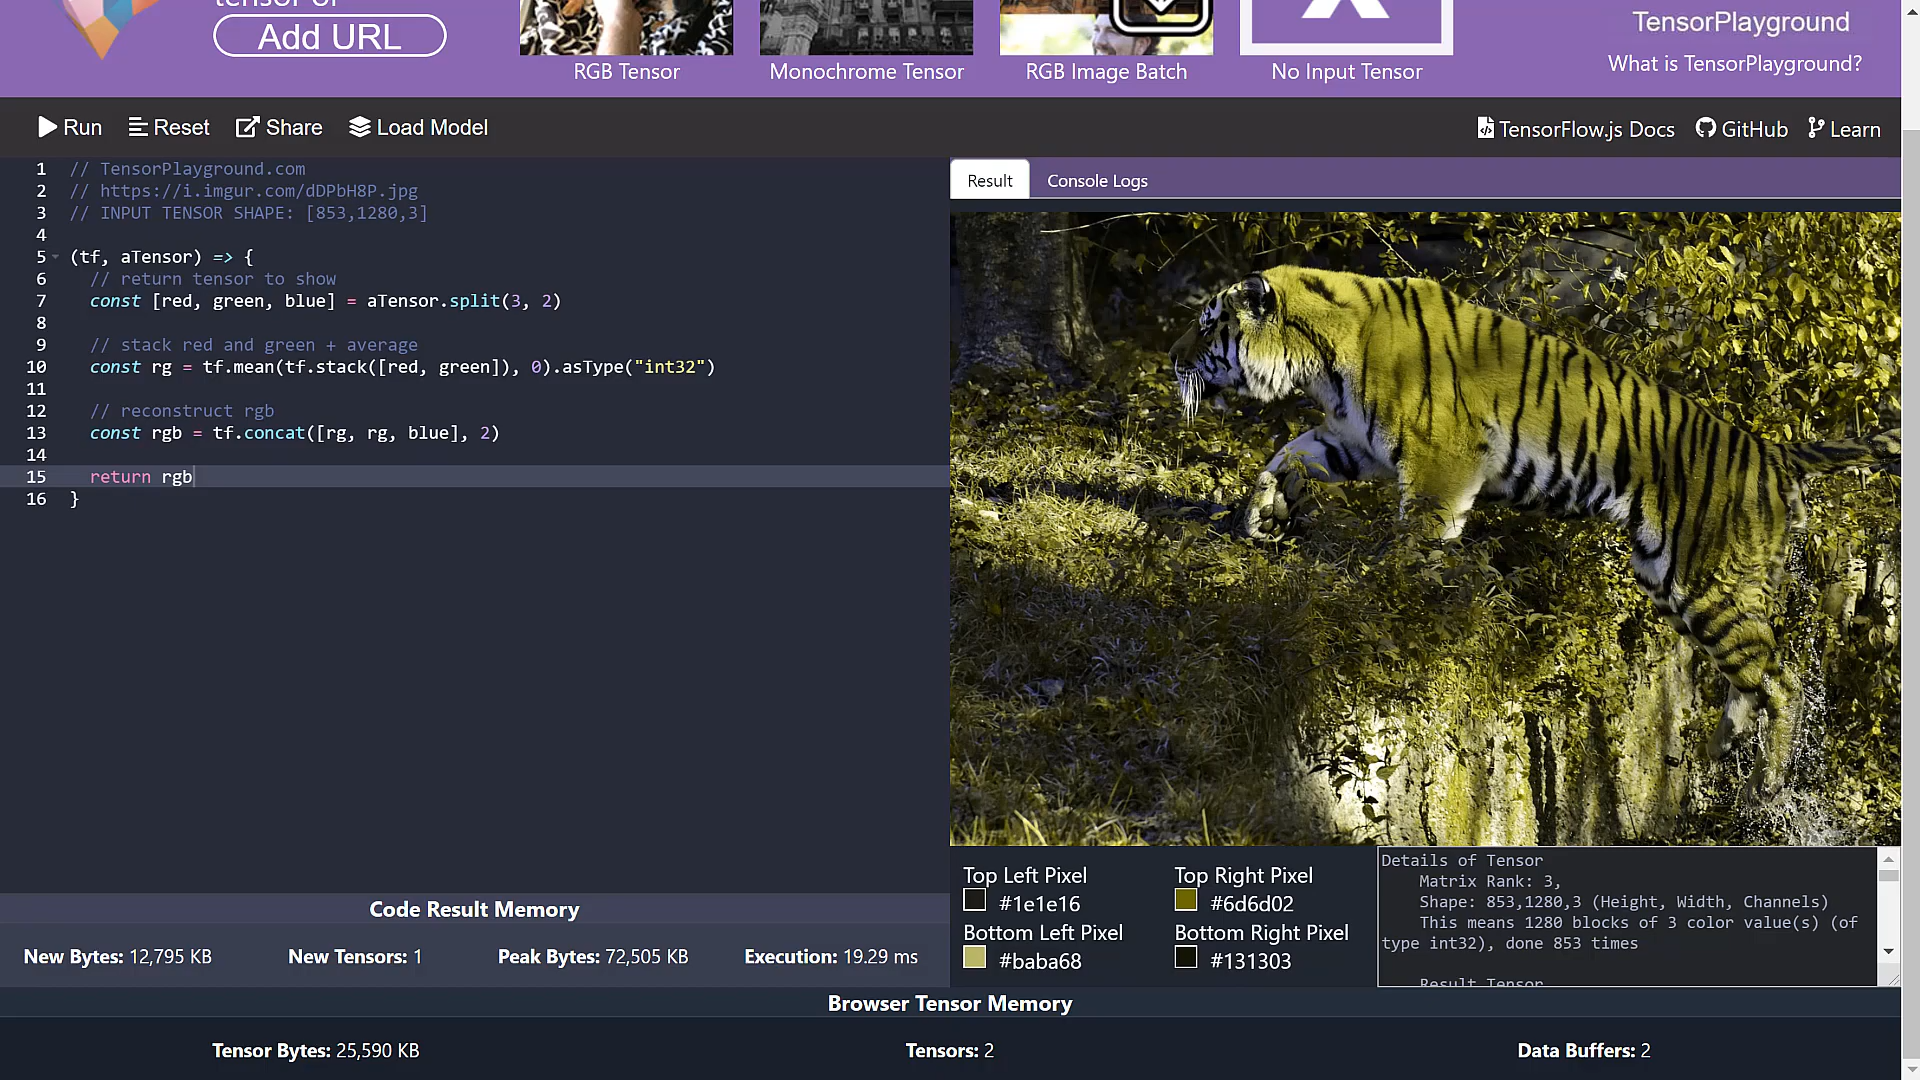 Add URL
RGB Tensor
Monochrome Tensor
RGB Image Batch
No Input Tensor
TensorPlayground
What is TensorPlayground?
Run Reset Share Load Model
TensorFlow.js Docs GitHub Learn
1 // TensorPlayground.com
2 // https://i.imgur.com/dDPbH8P.jpg
3 // INPUT TENSOR SHAPE: [853,1280,3]
4
5 (tf, aTensor) => {
6 // return tensor to show
7 const [red, green, blue] = aTensor.split(3, 2)
8
9 // stack red and green + average
10 const rg = tf.mean(tf.stack([red, green]), 0).asType("int32")
11
12 // reconstruct rgb
13 const rgb = tf.concat([rg, rg, blue], 2)
14
15 return rgb
16 }
Result Console Logs
Top Left Pixel
#1e1e16
Top Right Pixel
#6d6d02
Bottom Left Pixel
#baba68
Bottom Right Pixel
#131303
Details of Tensor
Matrix Rank: 3,
Shape: 853,1280,3 (Height, Width, Channels)
This means 1280 blocks of 3 color value(s) (of
type int32), done 853 times
Result Tensor
Code Result Memory
New Bytes: 12,795 KB New Tensors: 1 Peak Bytes: 72,505 KB Execution: 19.29 ms
Browser Tensor Memory
Tensor Bytes: 25,590 KB Tensors: 2 Data Buffers: 2